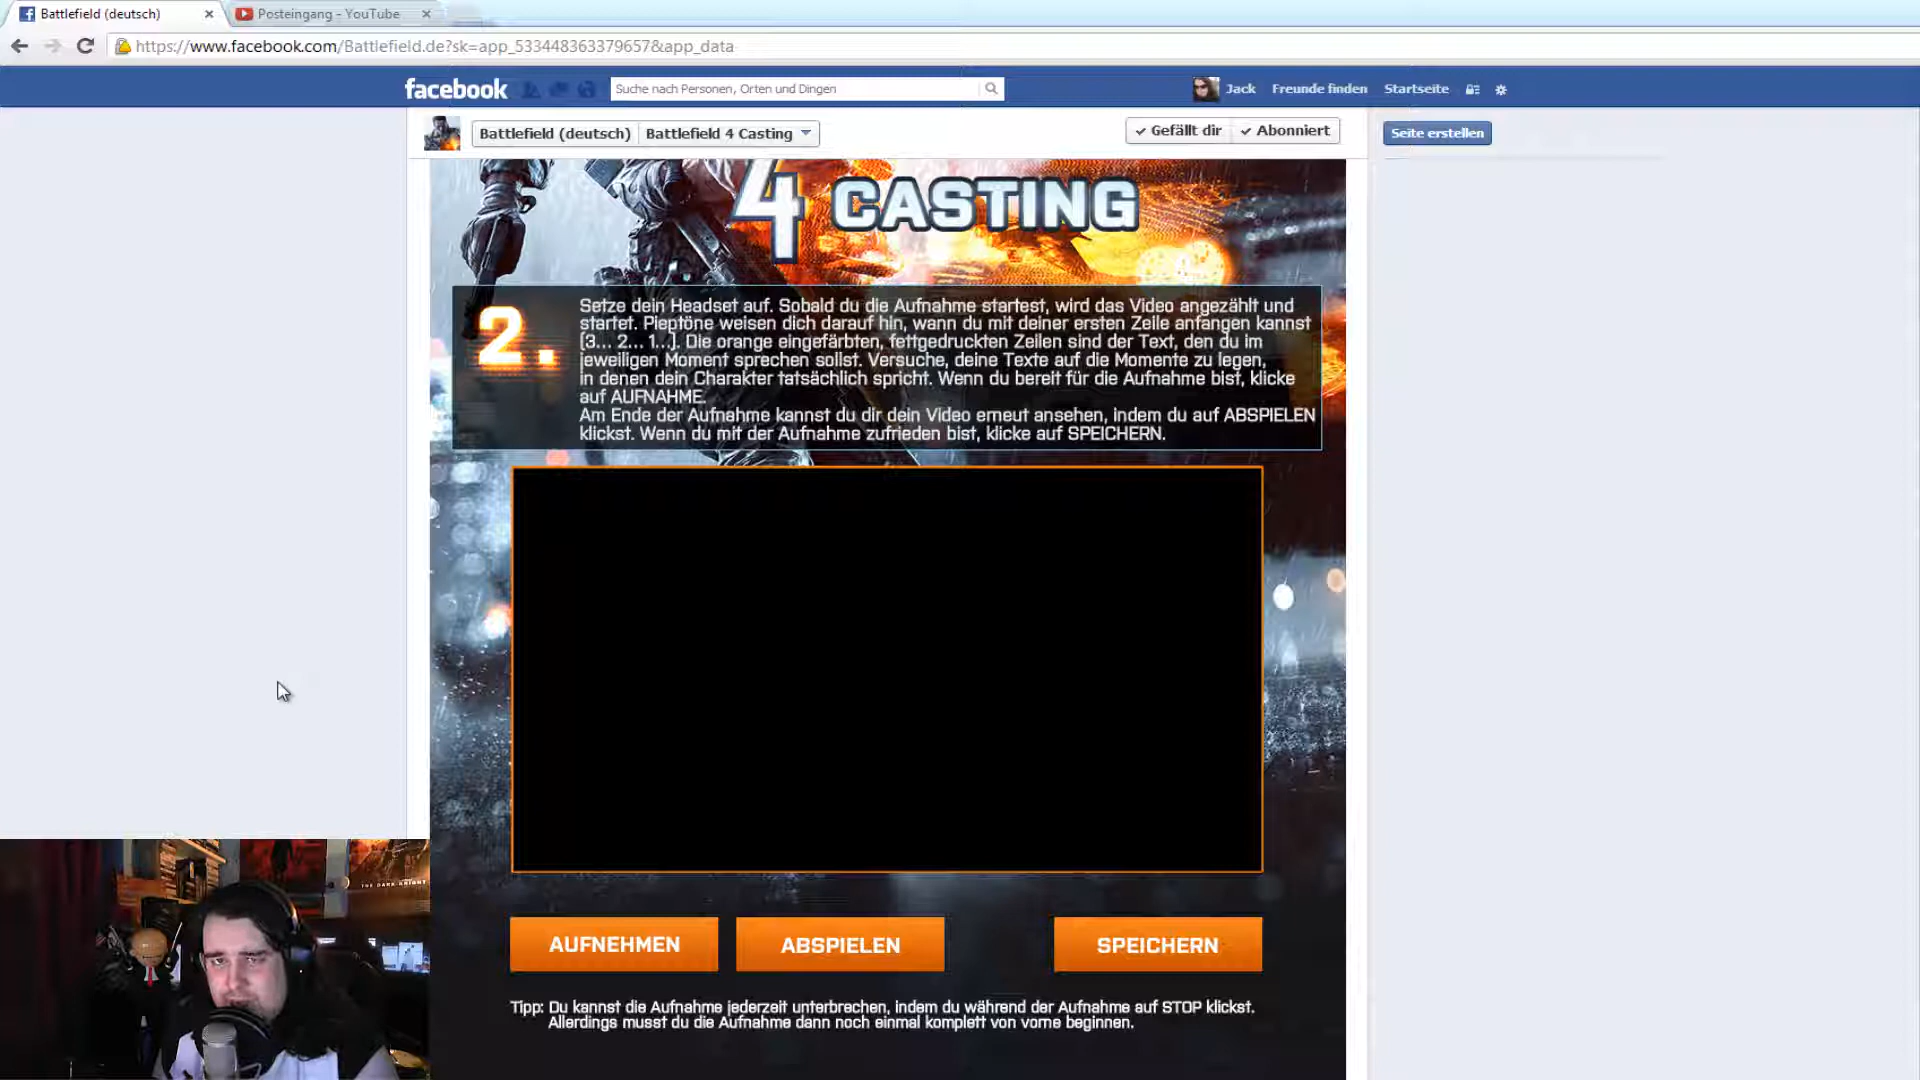 Battlefield (deutsch)
Posteingang - YouTube
https://www.facebook.com/Battlefield.de?sk=app_533448363379657&app_data
facebook
Suche nach Personen, Orten und Dingen
Jack
Freunde finden
Startseite
Battlefield (deutsch)
Battlefield 4 Casting
Gefällt dir
Abonniert
Seite erstellen
4 CASTING
2.
Setze dein Headset auf. Sobald du die Aufnahme startest, wird das Video angezählt und
startet. Pieptöne weisen dich darauf hin, wann du mit deiner ersten Zeile anfangen kannst
(3... 2... 1...). Die orange eingefärbten, fettgedruckten Zeilen sind der Text, den du im
jeweiligen Moment sprechen sollst. Versuche, deine Texte auf die Momente zu legen,
in denen dein Charakter tatsächlich spricht. Wenn du bereit für die Aufnahme bist, klicke
auf AUFNAHME.
Am Ende der Aufnahme kannst du dir dein Video erneut ansehen, indem du auf ABSPIELEN
klickst. Wenn du mit der Aufnahme zufrieden bist, klicke auf SPEICHERN.
AUFNEHMEN
ABSPIELEN
SPEICHERN
Tipp: Du kannst die Aufnahme jederzeit unterbrechen, indem du während der Aufnahme auf STOP klickst.
Allerdings musst du die Aufnahme dann noch einmal komplett von vorne beginnen.
THE DARK KNIGHT